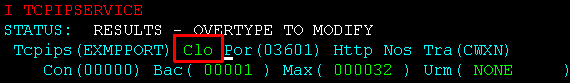 I TCPIPSERVICE
STATUS:  RESULTS - OVERTYPE TO MODIFY
Tcpips(EXMPPORT) Clo Por(03601) Http Nos Tra(CWXN)
Con(00000) Bac( 00001 ) Max( 000032 ) Urm( NONE     )